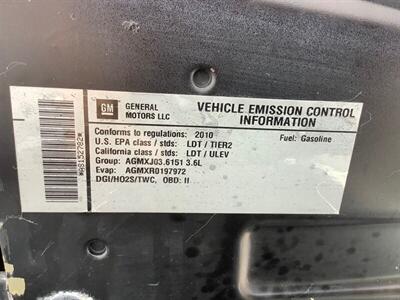 GM
GENERAL
MOTORS LLC
VEHICLE EMISSION CONTROL
INFORMATION
Conforms to regulations: 2010
Fuel: Gasoline
U.S. EPA class / stds: LDT / TIER2
California class / stds: LDT / ULEV
Group: AGMXJ03.6151 3.6L
Evap: AGMXR0197972
DGI/HO2S/TWC, OBD: II